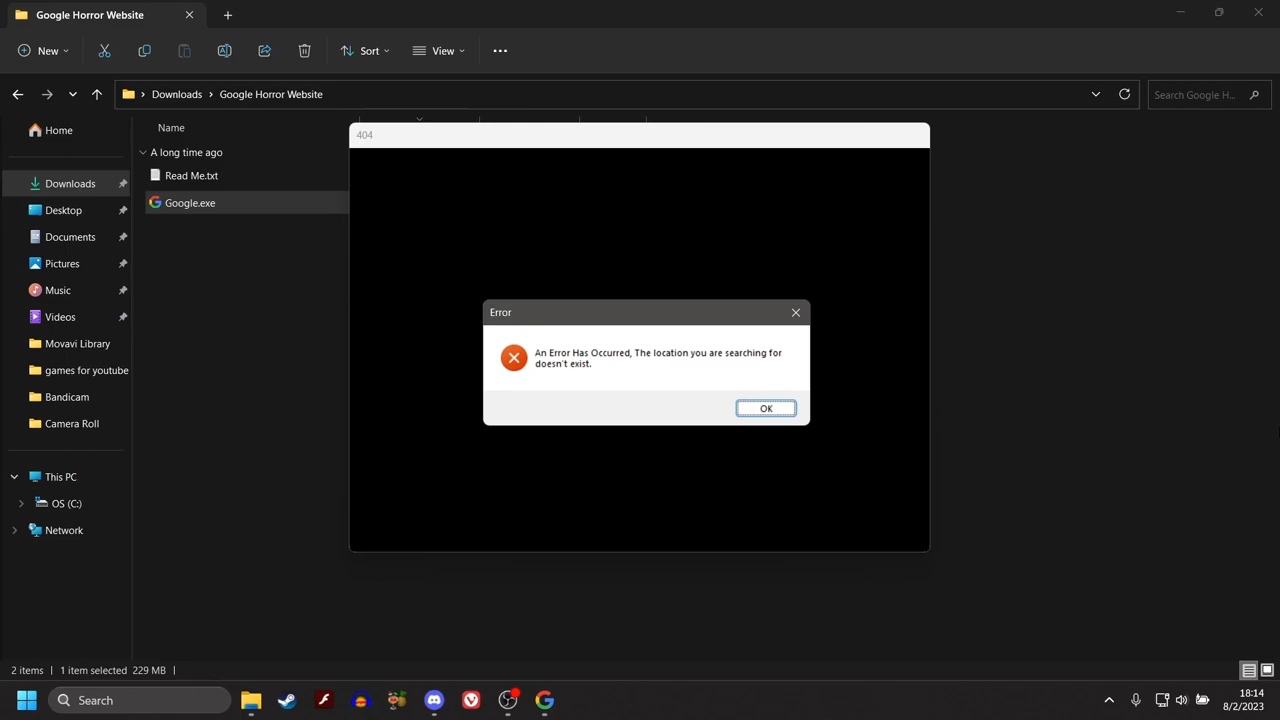 Google Horror Website
New
Sort
View
Downloads
Google Horror Website
Search Google H...
Home
Downloads
Desktop
Documents
Pictures
Music
Videos
Movavi Library
games for youtube
Bandicam
Camera Roll
This PC
OS (C:)
Network
Name
A long time ago
Read Me.txt
Google.exe
404
Error
An Error Has Occurred, The location you are searching for
doesn't exist.
OK
2 items
1 item selected 229 MB
Search
18:14
8/2/2023